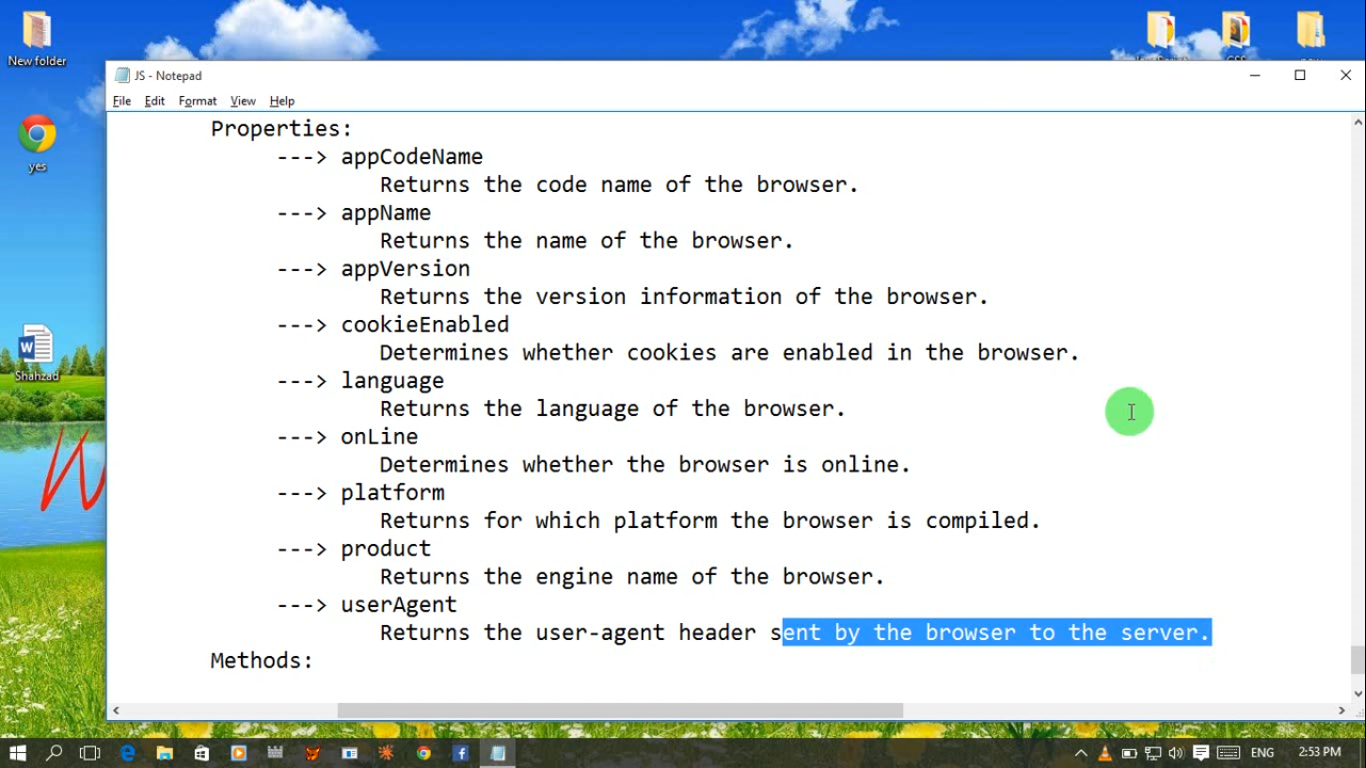 New folder
JS - Notepad
File Edit Format View Help
yes
Shahzad
Properties:
---> appCodeName
Returns the code name of the browser.
---> appName
Returns the name of the browser.
---> appVersion
Returns the version information of the browser.
---> cookieEnabled
Determines whether cookies are enabled in the browser.
---> language
Returns the language of the browser.
---> onLine
Determines whether the browser is online.
---> platform
Returns for which platform the browser is compiled.
---> product
Returns the engine name of the browser.
---> userAgent
Returns the user-agent header sent by the browser to the server.
Methods:
ENG 2:53 PM